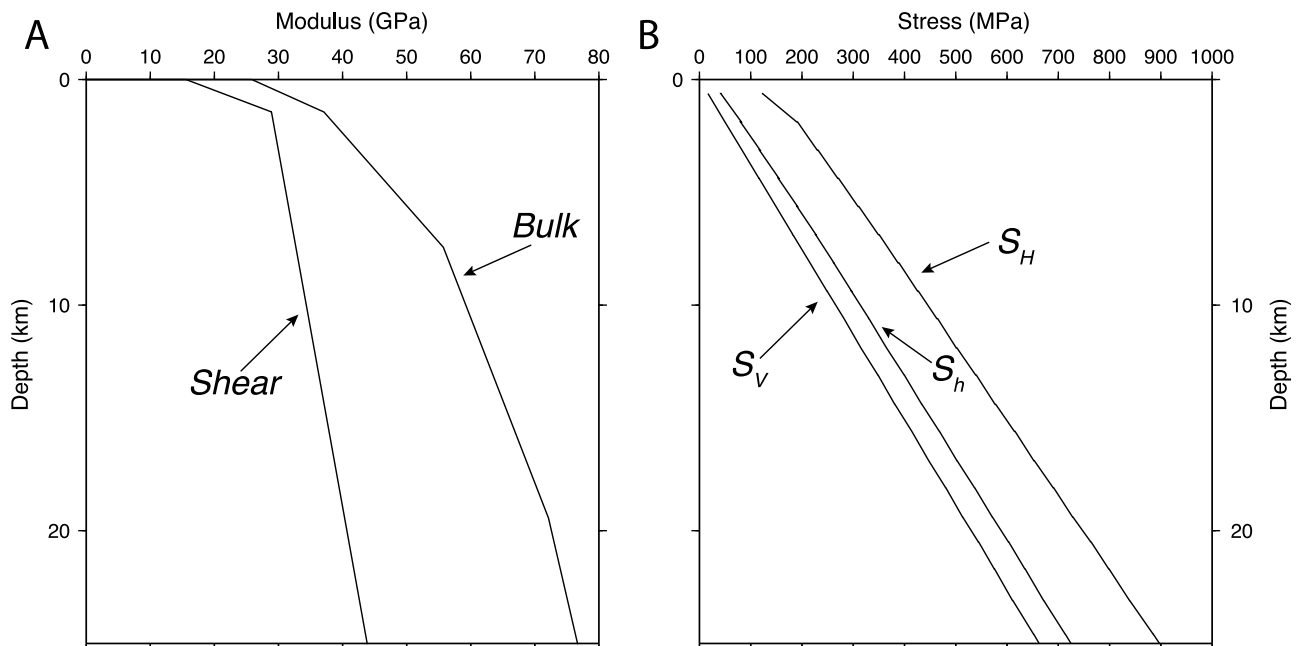 A
Modulus (GPa)
0 10 20 30 40 50 60 70 80
0
10
20
Depth (km)
Bulk
Shear
B
Stress (MPa)
0 100 200 300 400 500 600 700 800 900 1000
0
10
20
Depth (km)
S_H
S_V
S_h